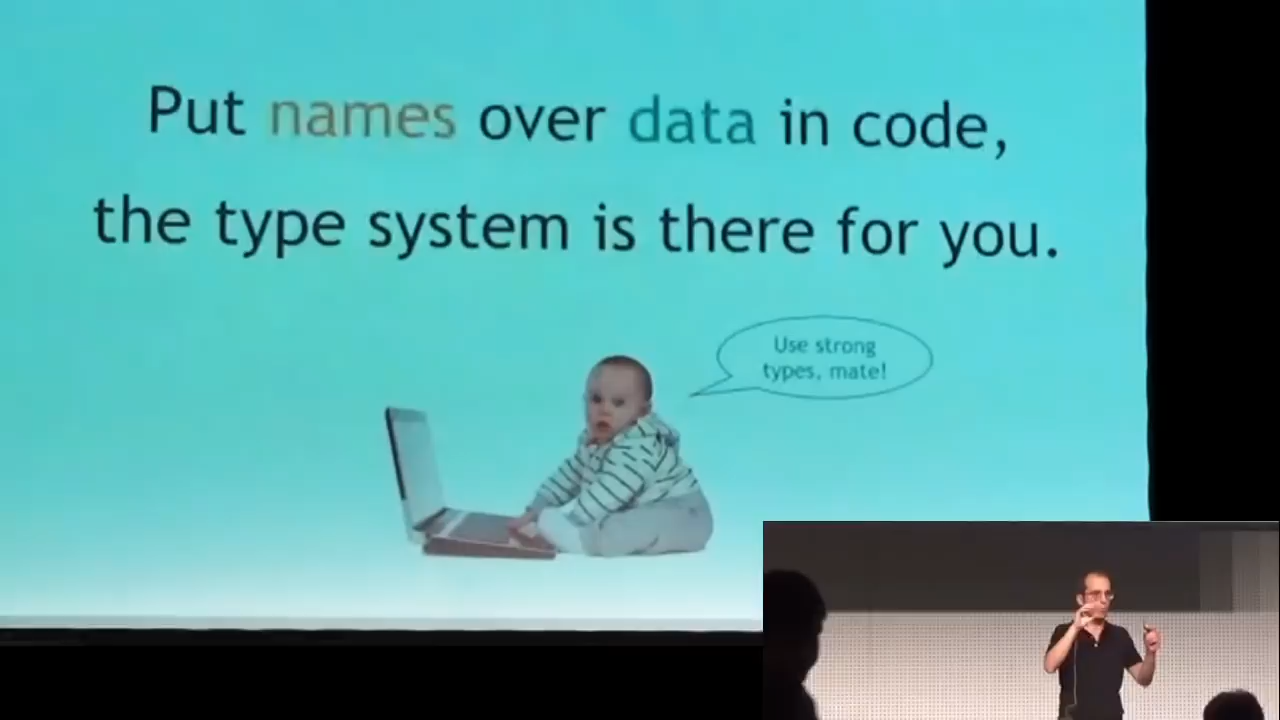 Put names over data in code,
the type system is there for you.
Use strong
types, mate!